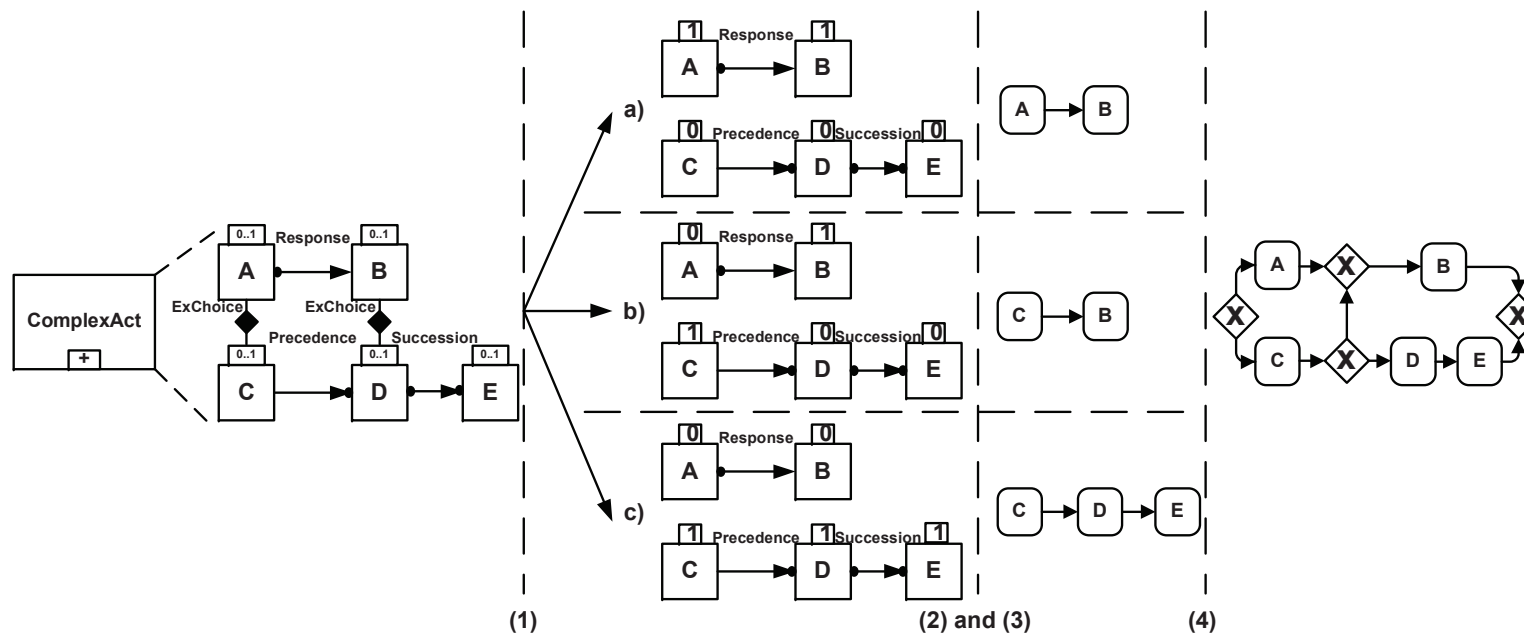 ComplexAct
+
0..1
Response
0..1
A
B
ExChoice
ExChoice
Precedence
Succession
0..1
0..1
0..1
C
D
E
(1)
a)
1
Response
1
A
B
0
Precedence
0
Succession
0
C
D
E
b)
0
Response
1
A
B
1
Precedence
0
Succession
0
C
D
E
c)
0
Response
0
A
B
1
Precedence
1
Succession
1
C
D
E
(2) and (3)
A
B
C
B
C
D
E
(4)
A
X
B
X
X
C
X
D
E